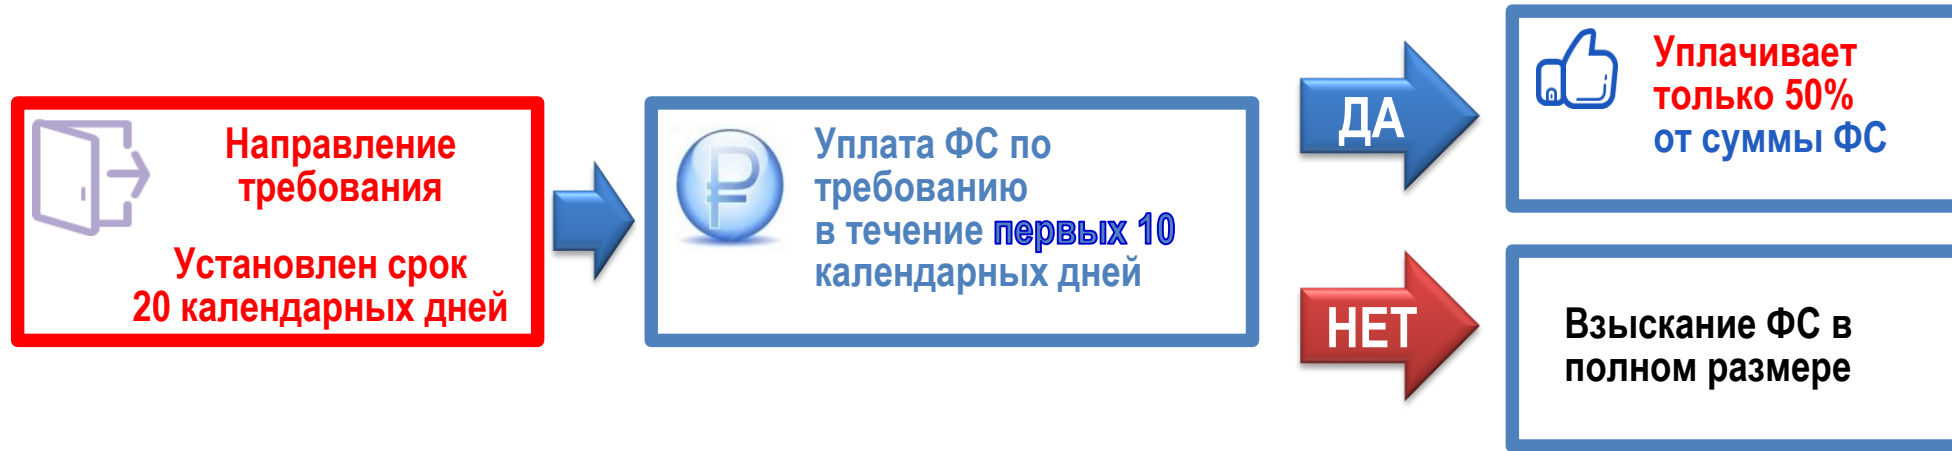 Направление
требования
Установлен срок
20 календарных дней
Уплата ФС по
требованию
в течение первых 10
календарных дней
ДА
Уплачивает
только 50%
от суммы ФС
НЕТ
Взыскание ФС в
полном размере